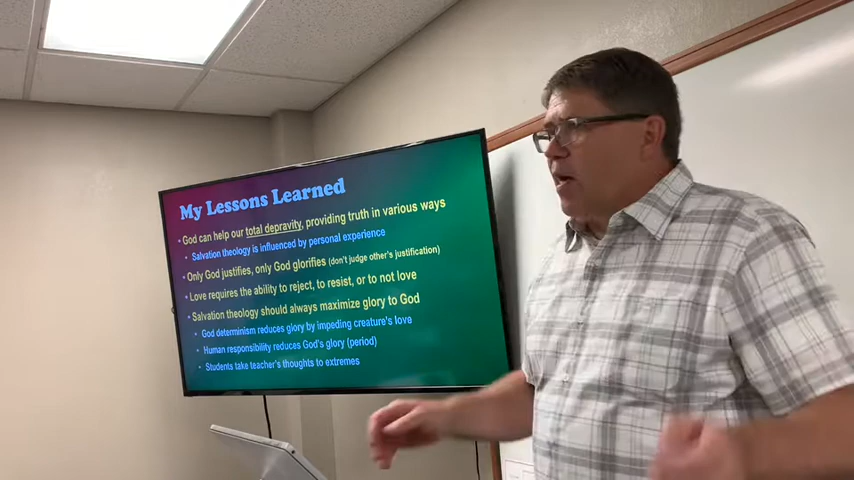 My Lessons Learned
• God can help our total depravity, providing truth in various ways
• Salvation theology is influenced by personal experience
• Only God justifies, only God glorifies (don't judge other's justification)
• Love requires the ability to reject, to resist, or to not love
• Salvation theology should always maximize glory to God
• God determinism reduces glory by impeding creature's love
• Human responsibility reduces God's glory (period)
• Students take teacher's thoughts to extremes